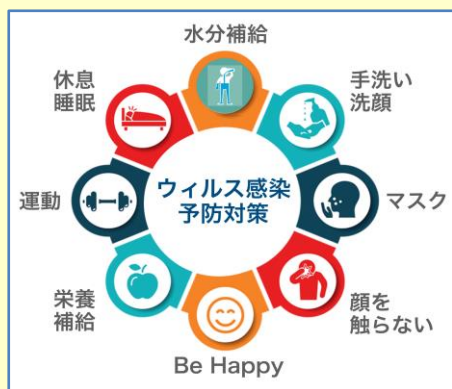 水分補給
手洗い
洗顔
マスク
顔を
触らない
Be Happy
栄養
補給
運動
休息
睡眠
ウィルス感染
予防対策